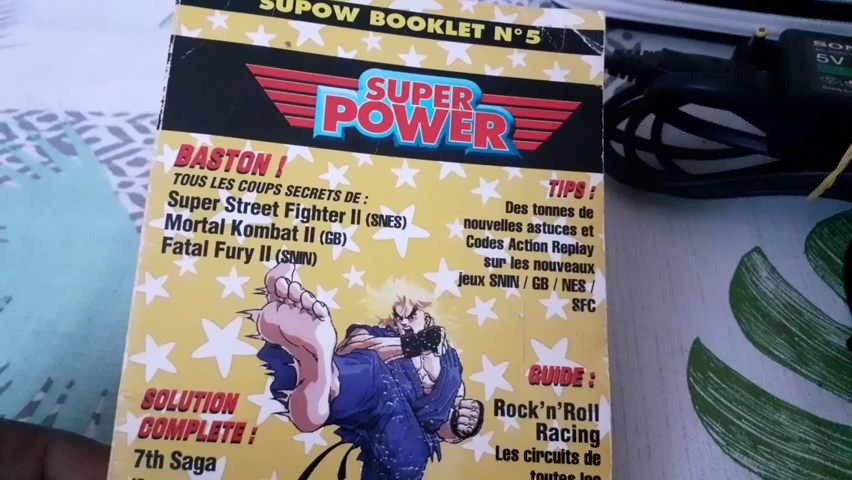 SUPOW BOOKLET N°5
SUPER
POWER
BASTON !
TOUS LES COUPS SECRETS DE :
Super Street Fighter II (SNES)
Mortal Kombat II (GB)
Fatal Fury II (SNIN)
TIPS :
Des tonnes de
nouvelles astuces et
Codes Action Replay
sur les nouveaux
jeux SNIN / GB / NES /
SFC
SOLUTION
COMPLETE :
7th Saga
GUIDE :
Rock'n'Roll
Racing
Les circuits de
toutes les
SONY
5V